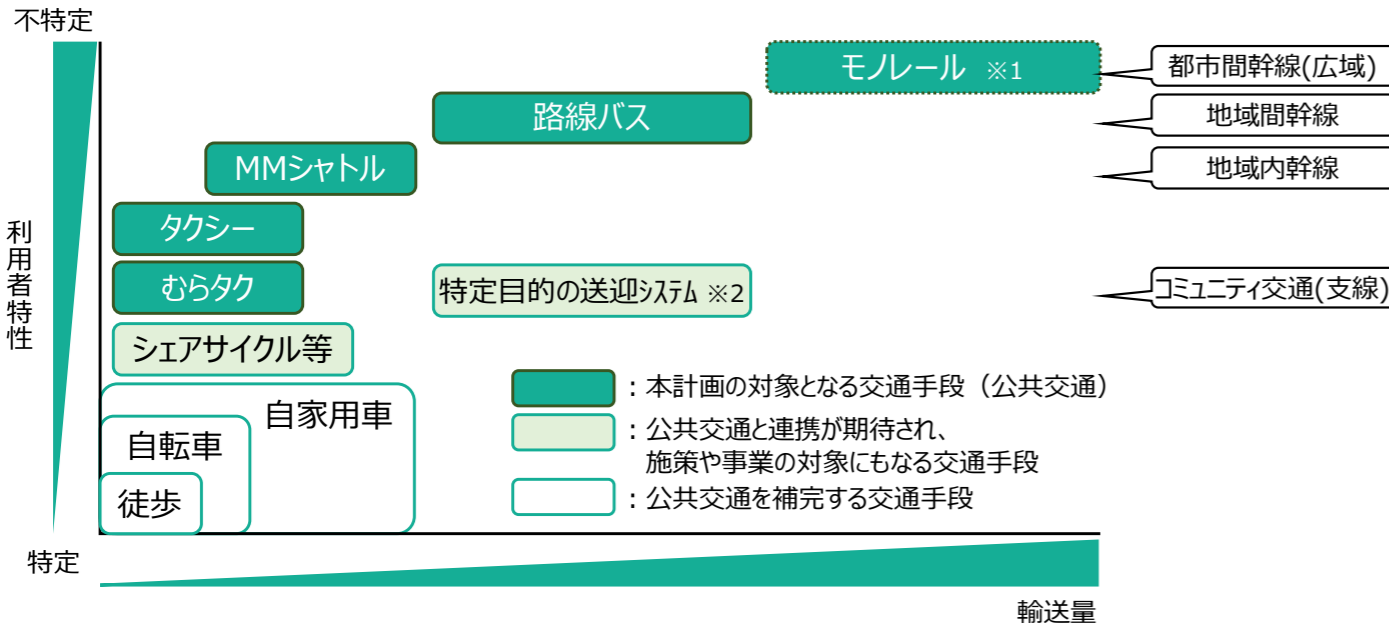 不特定
モノレール ※1
都市間幹線(広域)
路線バス
地域間幹線
MMシャトル
地域内幹線
タクシー
利用者特性
むらタク
特定目的の送迎システム ※2
コミュニティ交通(支線)
シェアサイクル等
自家用車
：本計画の対象となる交通手段（公共交通）
自転車
：公共交通と連携が期待され、
施策や事業の対象にもなる交通手段
徒歩
：公共交通を補完する交通手段
特定
輸送量